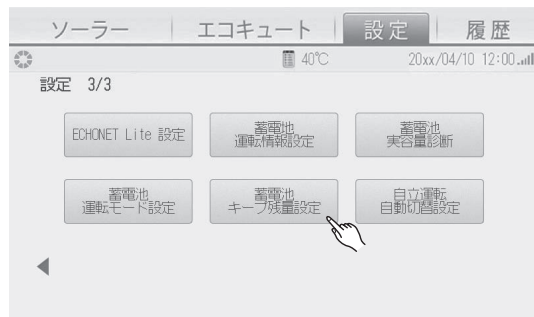 ソーラー エコキュート 設定 履歴
40℃ 20xx/04/10 12:00
設定 3/3
ECHONET Lite 設定
蓄電地
運転情報設定
蓄電池
実容量診断
蓄電池
運転モード設定
蓄電池
キープ残量設定
自立運転
自動切替設定